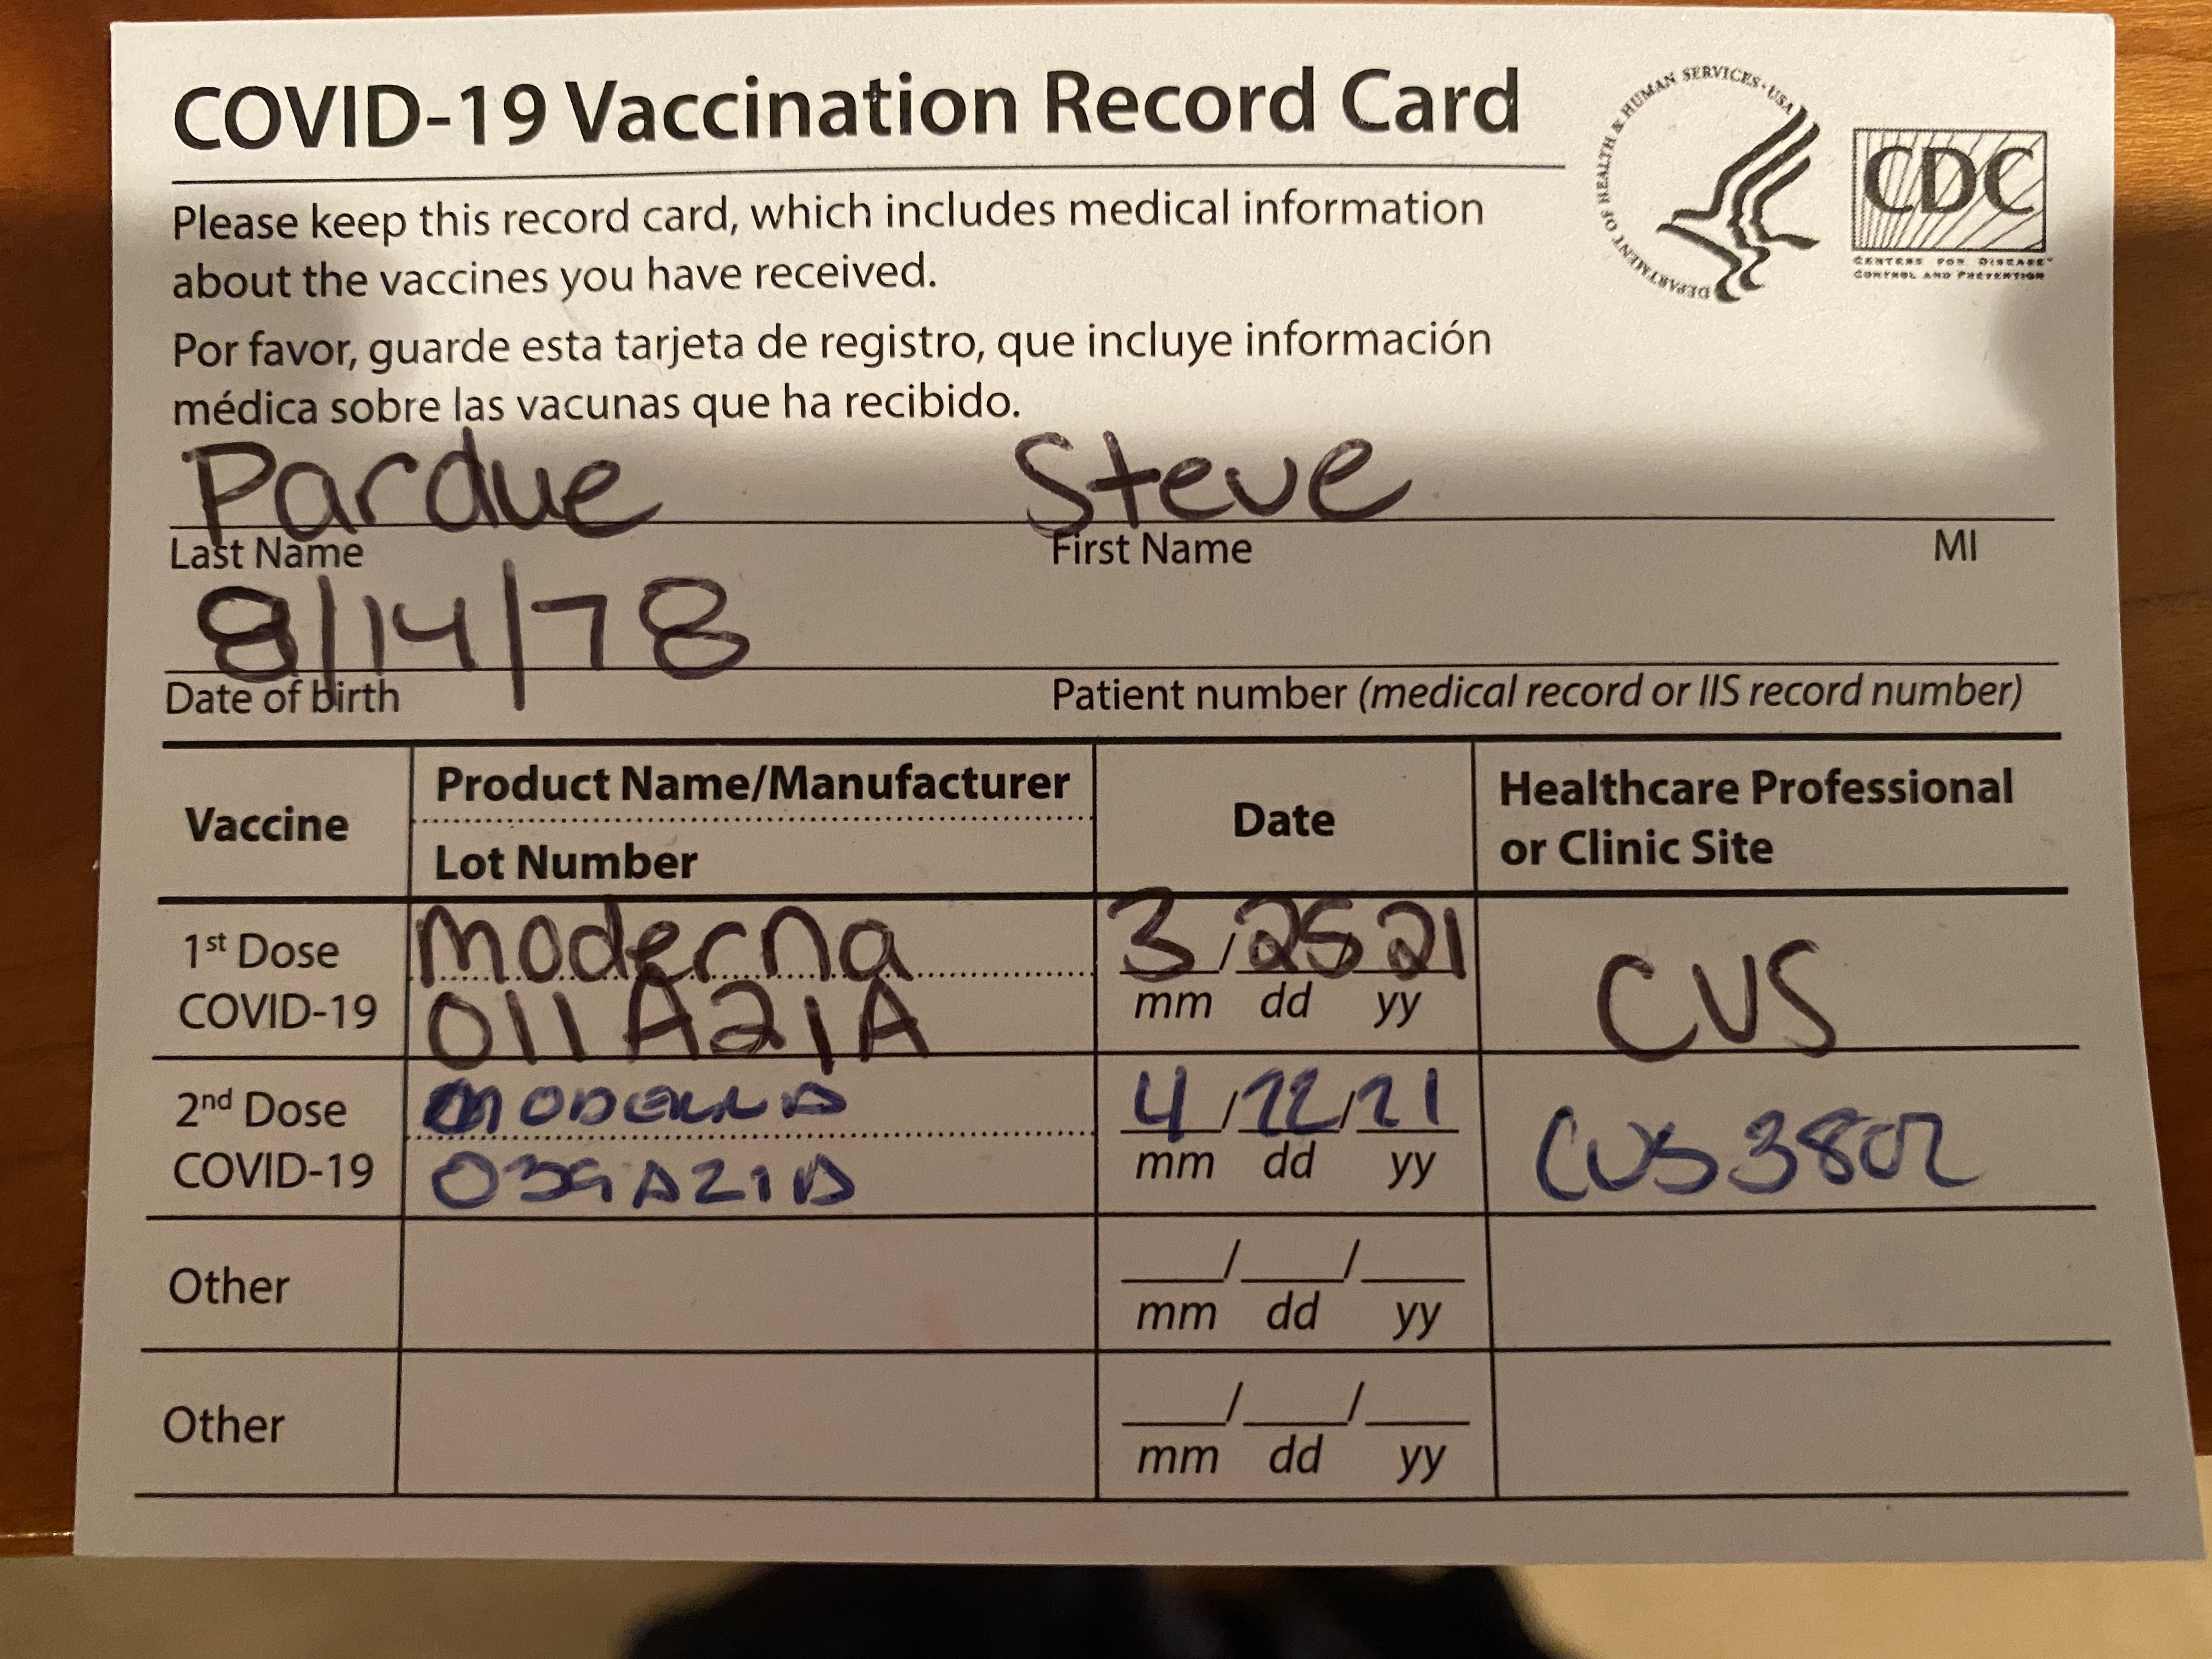 COVID-19 Vaccination Record Card
DEPARTMENT OF HEALTH & HUMAN SERVICES · USA
CDC
CENTERS FOR DISEASE
CONTROL AND PREVENTION
Please keep this record card, which includes medical information
about the vaccines you have received.
Por favor, guarde esta tarjeta de registro, que incluye información
médica sobre las vacunas que ha recibido.
Pardue Steve
Last Name First Name MI
8/14/78
Date of birth Patient number (medical record or IIS record number)
Vaccine Product Name/Manufacturer Date Healthcare Professional
Lot Number or Clinic Site
1st Dose Moderna 3/25/21 CVS
COVID-19 011A21A mm dd yy
2nd Dose MODERNA 4/22/21 CVS 3802
COVID-19 039A21A mm dd yy
Other / /
mm dd yy
Other / /
mm dd yy